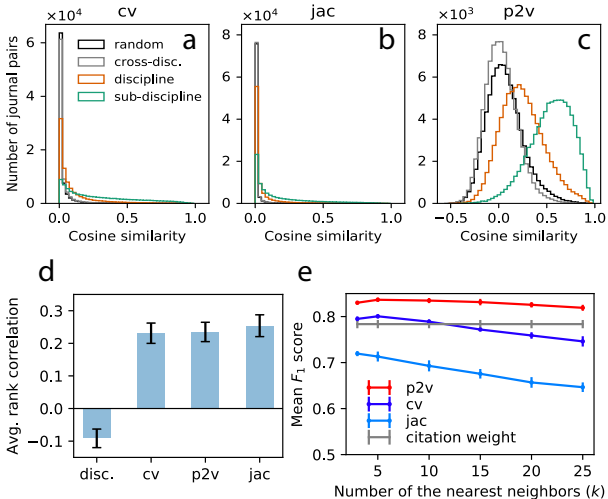 cv
jac
p2v
×10⁴
×10⁴
×10³
a
b
c
random
cross-disc.
discipline
sub-discipline
Number of journal pairs
6
4
2
0
8
6
4
2
0
8
6
4
2
0
0.0 0.5 1.0
0.0 0.5 1.0
−0.5 0.0 0.5 1.0
Cosine similarity
Cosine similarity
Cosine similarity
d
Avg. rank correlation
0.3
0.2
0.1
0.0
−0.1
disc. cv p2v jac
e
Mean F₁ score
0.8
0.7
0.6
0.5
p2v
cv
jac
citation weight
5 10 15 20 25
Number of the nearest neighbors (k)